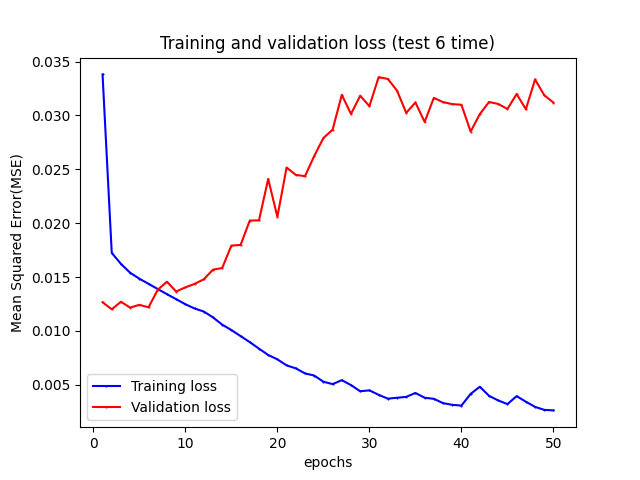 Training and validation loss (test 6 time)
0.035
0.030
0.025
0.020
0.015
0.010
0.005
Mean Squared Error(MSE)
Training loss
Validation loss
0
10
20
30
40
50
epochs